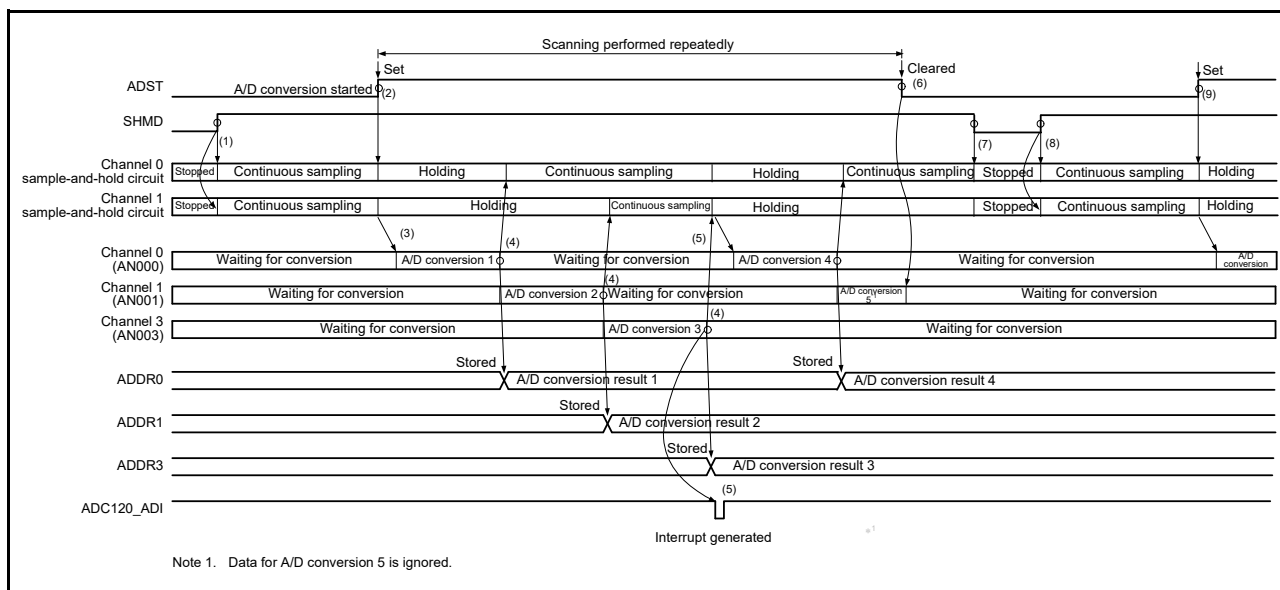 Scanning performed repeatedly
Set
Cleared
Set
ADST
A/D conversion started
(2)
(6)
(9)
SHMD
(1)
(7)
(8)
Channel 0
sample-and-hold circuit
Stopped
Continuous sampling
Holding
Continuous sampling
Holding
Continuous sampling
Stopped
Continuous sampling
Holding
Channel 1
sample-and-hold circuit
Stopped
Continuous sampling
Holding
Continuous sampling
Holding
Stopped
Continuous sampling
Holding
(3)
(4)
(5)
Channel 0
(AN000)
Waiting for conversion
A/D conversion 1
Waiting for conversion
A/D conversion 4
Waiting for conversion
A/D
conversion
(4)
Channel 1
(AN001)
Waiting for conversion
A/D conversion 2
Waiting for conversion
A/D conversion
5
Waiting for conversion
(4)
Channel 3
(AN003)
Waiting for conversion
A/D conversion 3
Waiting for conversion
Stored
Stored
ADDR0
A/D conversion result 1
A/D conversion result 4
Stored
ADDR1
A/D conversion result 2
Stored
ADDR3
A/D conversion result 3
(5)
ADC120_ADI
Interrupt generated
*1
Note 1. Data for A/D conversion 5 is ignored.